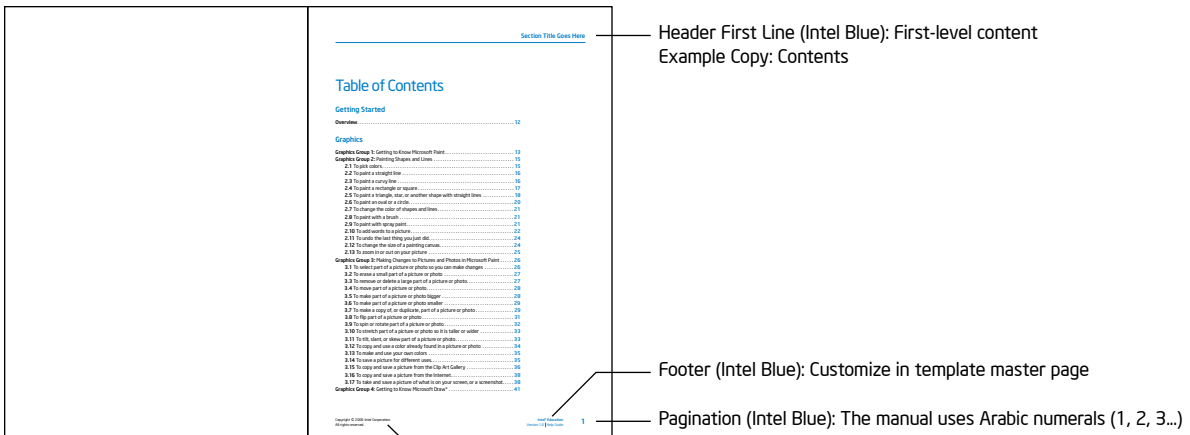 Section Title Goes Here
Header First Line (Intel Blue): First-level content
Example Copy: Contents
Table of Contents
Getting Started
Overview 12
Graphics
Graphics Group 1: Getting to Know Microsoft Paint 13
Graphics Group 2: Painting Shapes and Lines 15
2.1 To pick colors 15
2.2 To paint a straight line 16
2.3 To paint a curvy line 16
2.4 To paint a rectangle or square 17
2.5 To paint a triangle, star, or another shape with straight lines 18
2.6 To paint an oval or a circle 20
2.7 To change the color of shapes and lines 21
2.8 To paint with a brush 21
2.9 To paint with spray paint 21
2.10 To add words to a picture 22
2.11 To undo the last thing you just did 24
2.12 To change the size of a painting canvas 24
2.13 To zoom in or out on your picture 25
Graphics Group 3: Making Changes to Pictures and Photos in Microsoft Paint 26
3.1 To select part of a picture or photo so you can make changes 26
3.2 To erase a small part of a picture or photo 27
3.3 To remove or delete a large part of a picture or photo 27
3.4 To move part of a picture or photo 28
3.5 To make part of a picture or photo bigger 28
3.6 To make part of a picture or photo smaller 29
3.7 To make a copy of, or duplicate, part of a picture or photo 29
3.8 To flip part of a picture or photo 31
3.9 To spin or rotate part of a picture or photo 32
3.10 To stretch part of a picture or photo so it is taller or wider 33
3.11 To tilt, slant, or skew part of a picture or photo 33
3.12 To copy and use a color already found in a picture or photo 34
3.13 To make and use your own colors 35
3.14 To save a picture for different uses 35
3.15 To copy and save a picture from the Clip Art Gallery 36
3.16 To copy and save a picture from the Internet 38
3.17 To take and save a picture of what is on your screen, or a screenshot 38
Graphics Group 4: Getting to Know Microsoft Draw* 41
Footer (Intel Blue): Customize in template master page
Copyright © 2008 Intel Corporation.
All rights reserved.
Intel® Education
Version 1.0 | Help Guide
1
Pagination (Intel Blue): The manual uses Arabic numerals (1, 2, 3...)